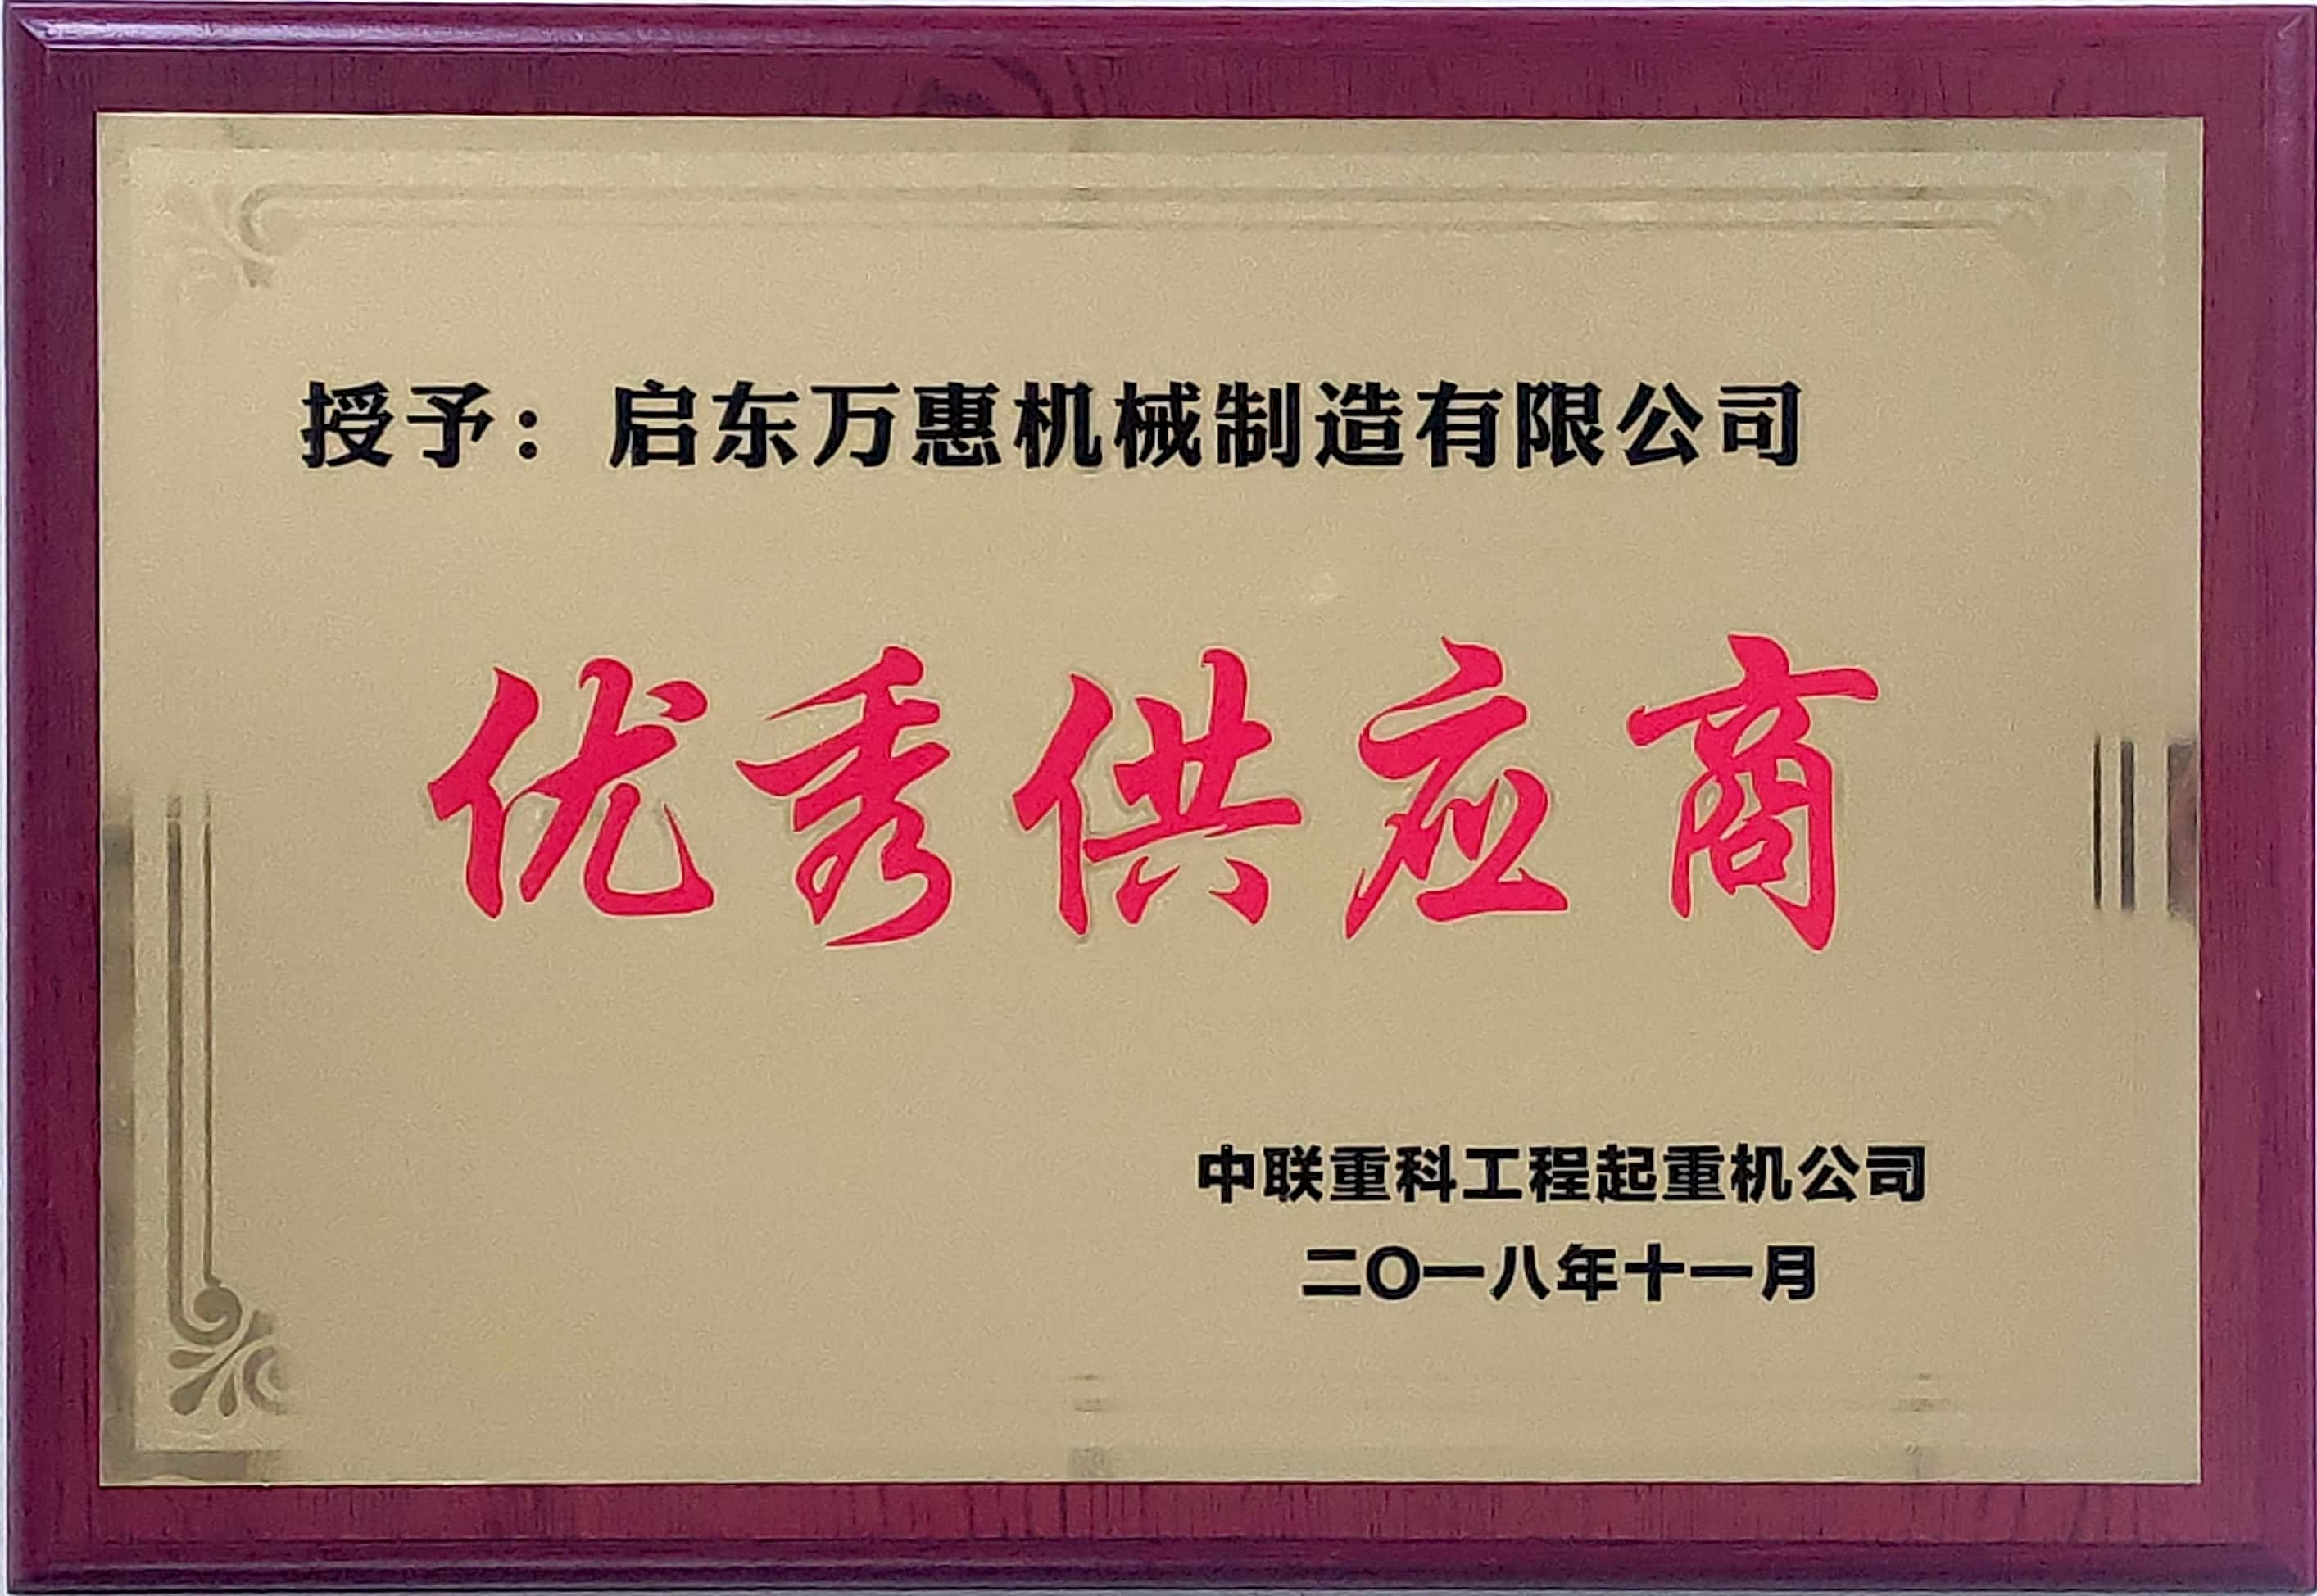 授予：启东万惠机械制造有限公司
优秀供应商
中联重科工程起重机公司
二〇一八年十一月